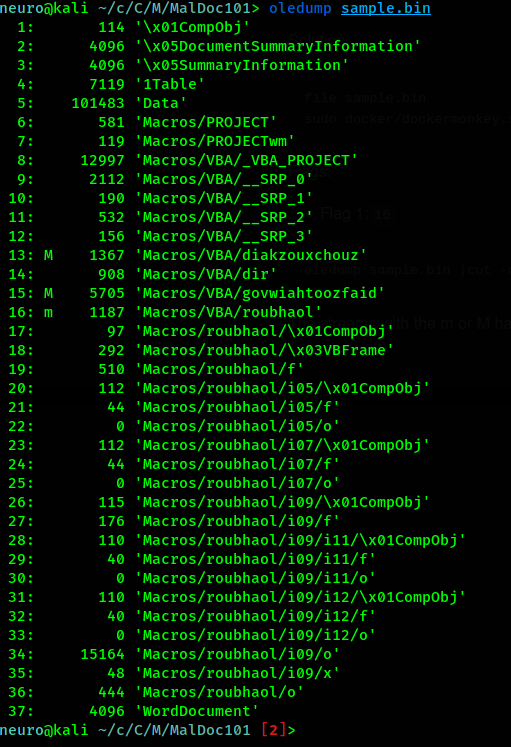 neuro@kali ~/c/C/M/MalDoc101> oledump sample.bin
1: 114 '\x01CompObj'
2: 4096 '\x05DocumentSummaryInformation'
3: 4096 '\x05SummaryInformation'
4: 7119 '1Table'
5: 101483 'Data'
6: 581 'Macros/PROJECT'
7: 119 'Macros/PROJECTwm'
8: 12997 'Macros/VBA/_VBA_PROJECT'
9: 2112 'Macros/VBA/__SRP_0'
10: 190 'Macros/VBA/__SRP_1'
11: 532 'Macros/VBA/__SRP_2'
12: 156 'Macros/VBA/__SRP_3'
13: M 1367 'Macros/VBA/diakzouxchouz'
14: 908 'Macros/VBA/dir'
15: M 5705 'Macros/VBA/govwiahtoozfaid'
16: m 1187 'Macros/VBA/roubhaol'
17: 97 'Macros/roubhaol/\x01CompObj'
18: 292 'Macros/roubhaol/\x03VBFrame'
19: 510 'Macros/roubhaol/f'
20: 112 'Macros/roubhaol/i05/\x01CompObj'
21: 44 'Macros/roubhaol/i05/f'
22: 0 'Macros/roubhaol/i05/o'
23: 112 'Macros/roubhaol/i07/\x01CompObj'
24: 44 'Macros/roubhaol/i07/f'
25: 0 'Macros/roubhaol/i07/o'
26: 115 'Macros/roubhaol/i09/\x01CompObj'
27: 176 'Macros/roubhaol/i09/f'
28: 110 'Macros/roubhaol/i09/i11/\x01CompObj'
29: 40 'Macros/roubhaol/i09/i11/f'
30: 0 'Macros/roubhaol/i09/i11/o'
31: 110 'Macros/roubhaol/i09/i12/\x01CompObj'
32: 40 'Macros/roubhaol/i09/i12/f'
33: 0 'Macros/roubhaol/i09/i12/o'
34: 15164 'Macros/roubhaol/i09/o'
35: 48 'Macros/roubhaol/i09/x'
36: 444 'Macros/roubhaol/o'
37: 4096 'WordDocument'
neuro@kali ~/c/C/M/MalDoc101 [2]>